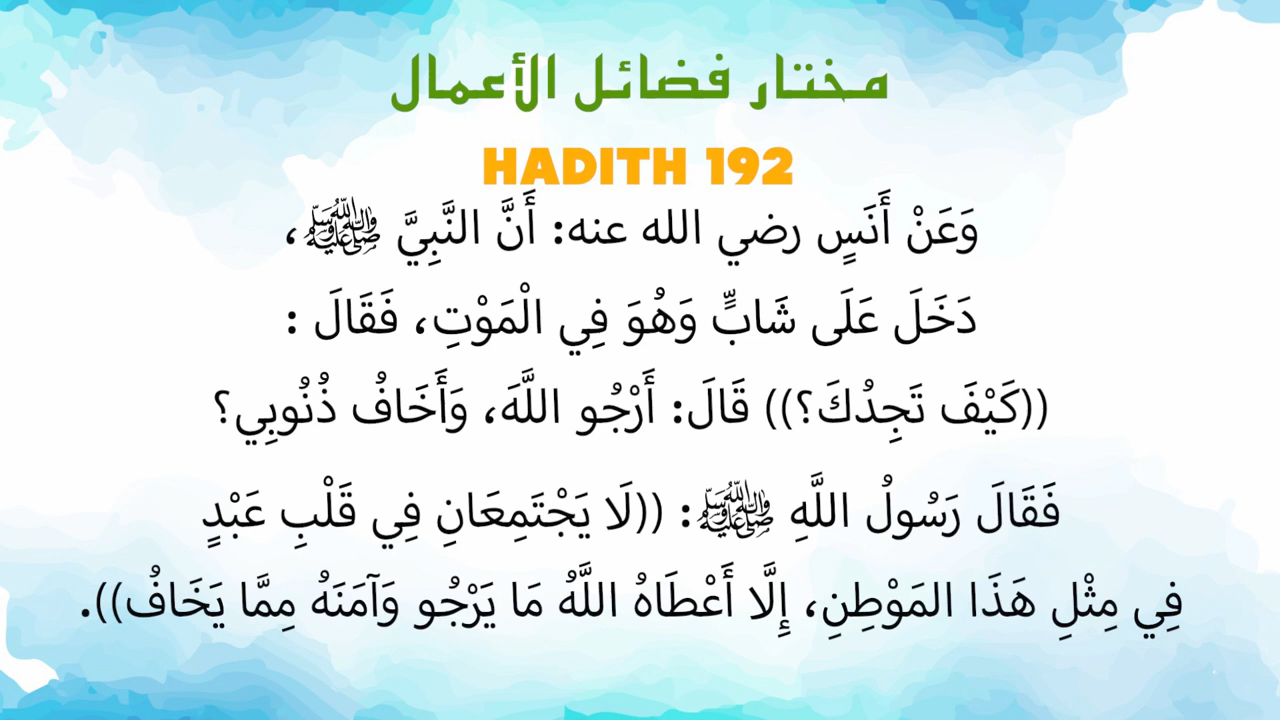 مختار فضائل الأعمال
HADITH 192
وَعَنْ أَنَسٍ رضي الله عنه: أَنَّ النَّبِيَّ ﷺ،
دَخَلَ عَلَى شَابٍّ وَهُوَ فِي الْمَوْتِ، فَقَالَ :
((كَيْفَ تَجِدُكَ؟)) قَالَ: أَرْجُو اللَّهَ، وَأَخَافُ ذُنُوبِي؟
فَقَالَ رَسُولُ اللَّهِ ﷺ: ((لَا يَجْتَمِعَانِ فِي قَلْبِ عَبْدٍ
فِي مِثْلِ هَذَا المَوْطِنِ، إِلَّا أَعْطَاهُ اللَّهُ مَا يَرْجُو وَآمَنَهُ مِمَّا يَخَافُ)).